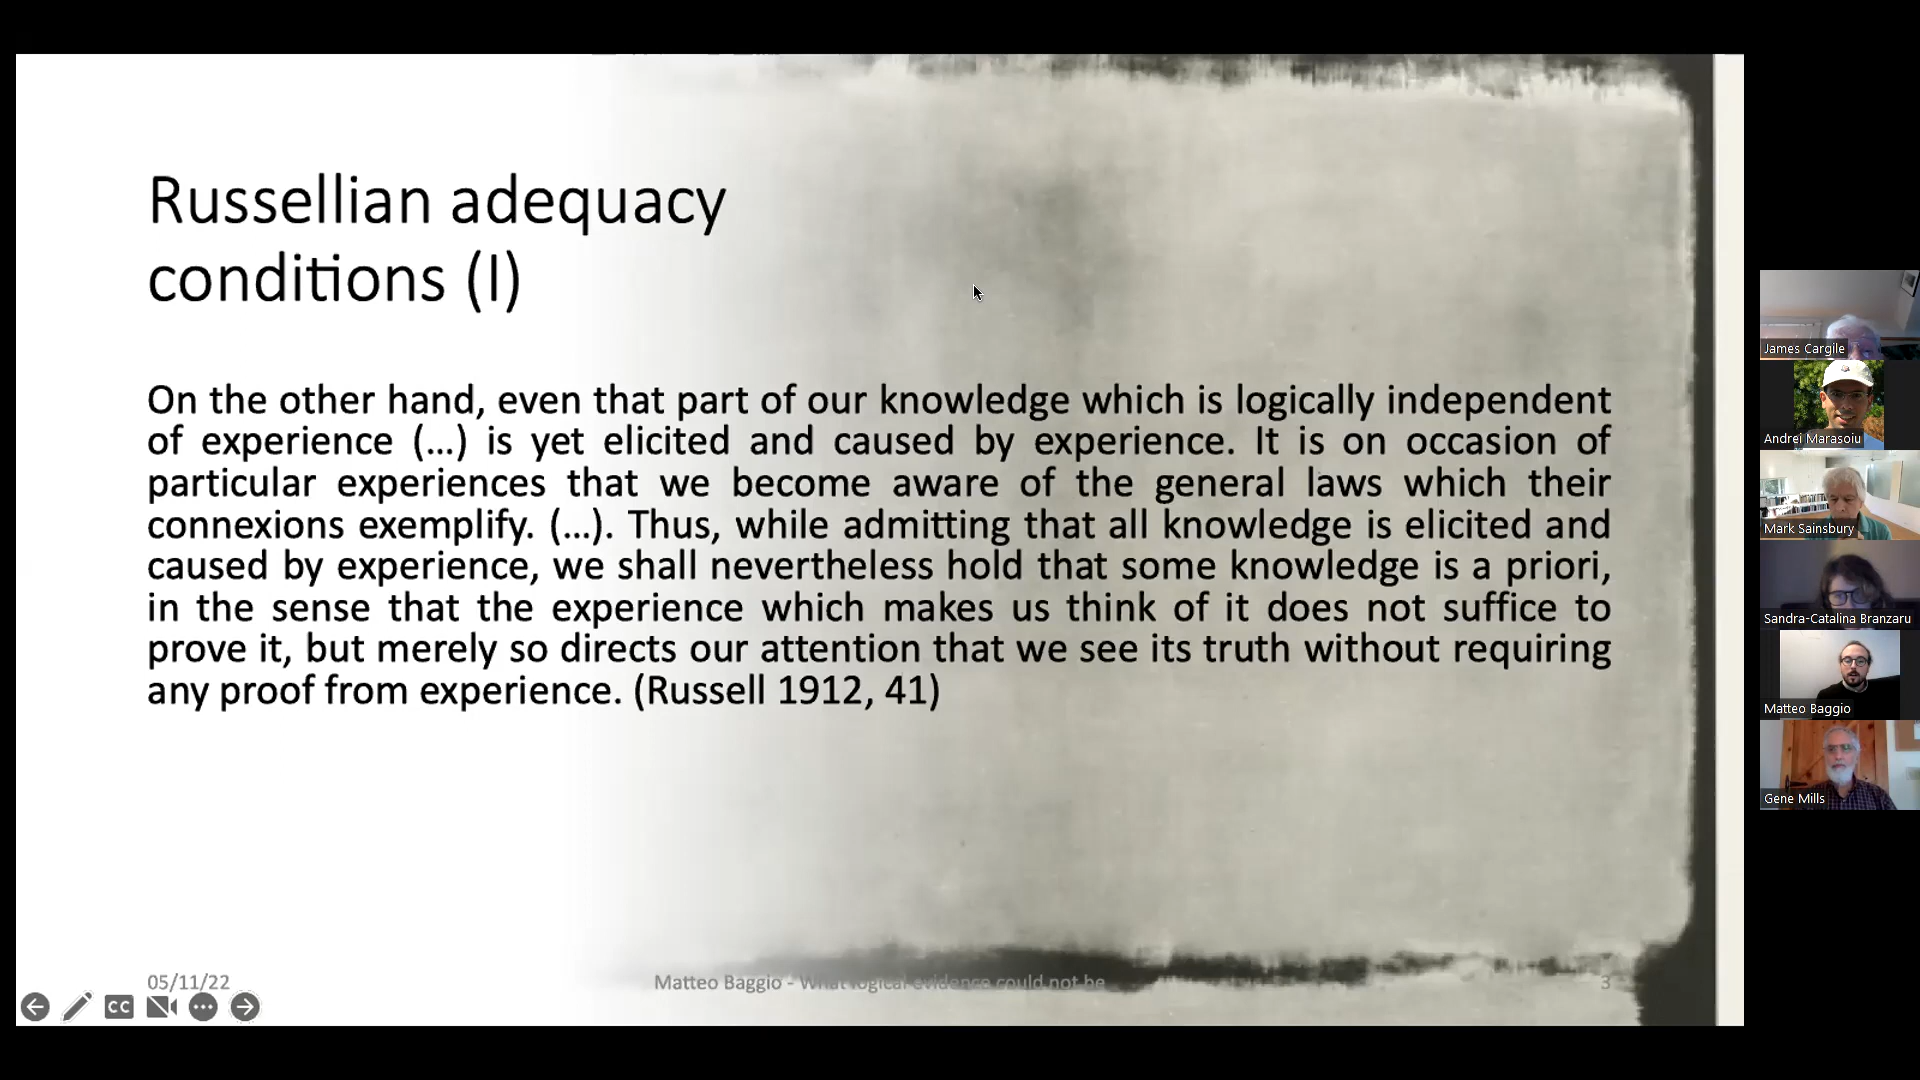 Russellian adequacy
conditions (I)
On the other hand, even that part of our knowledge which is logically independent
of experience (...) is yet elicited and caused by experience. It is on occasion of
particular experiences that we become aware of the general laws which their
connexions exemplify. (...). Thus, while admitting that all knowledge is elicited and
caused by experience, we shall nevertheless hold that some knowledge is a priori,
in the sense that the experience which makes us think of it does not suffice to
prove it, but merely so directs our attention that we see its truth without requiring
any proof from experience. (Russell 1912, 41)
05/11/22
Matteo Baggio - What logical evidence could not be
3
CC
James Cargile
Andrei Marasoiu
Mark Sainsbury
Sandra-Catalina Branzaru
Matteo Baggio
Gene Mills